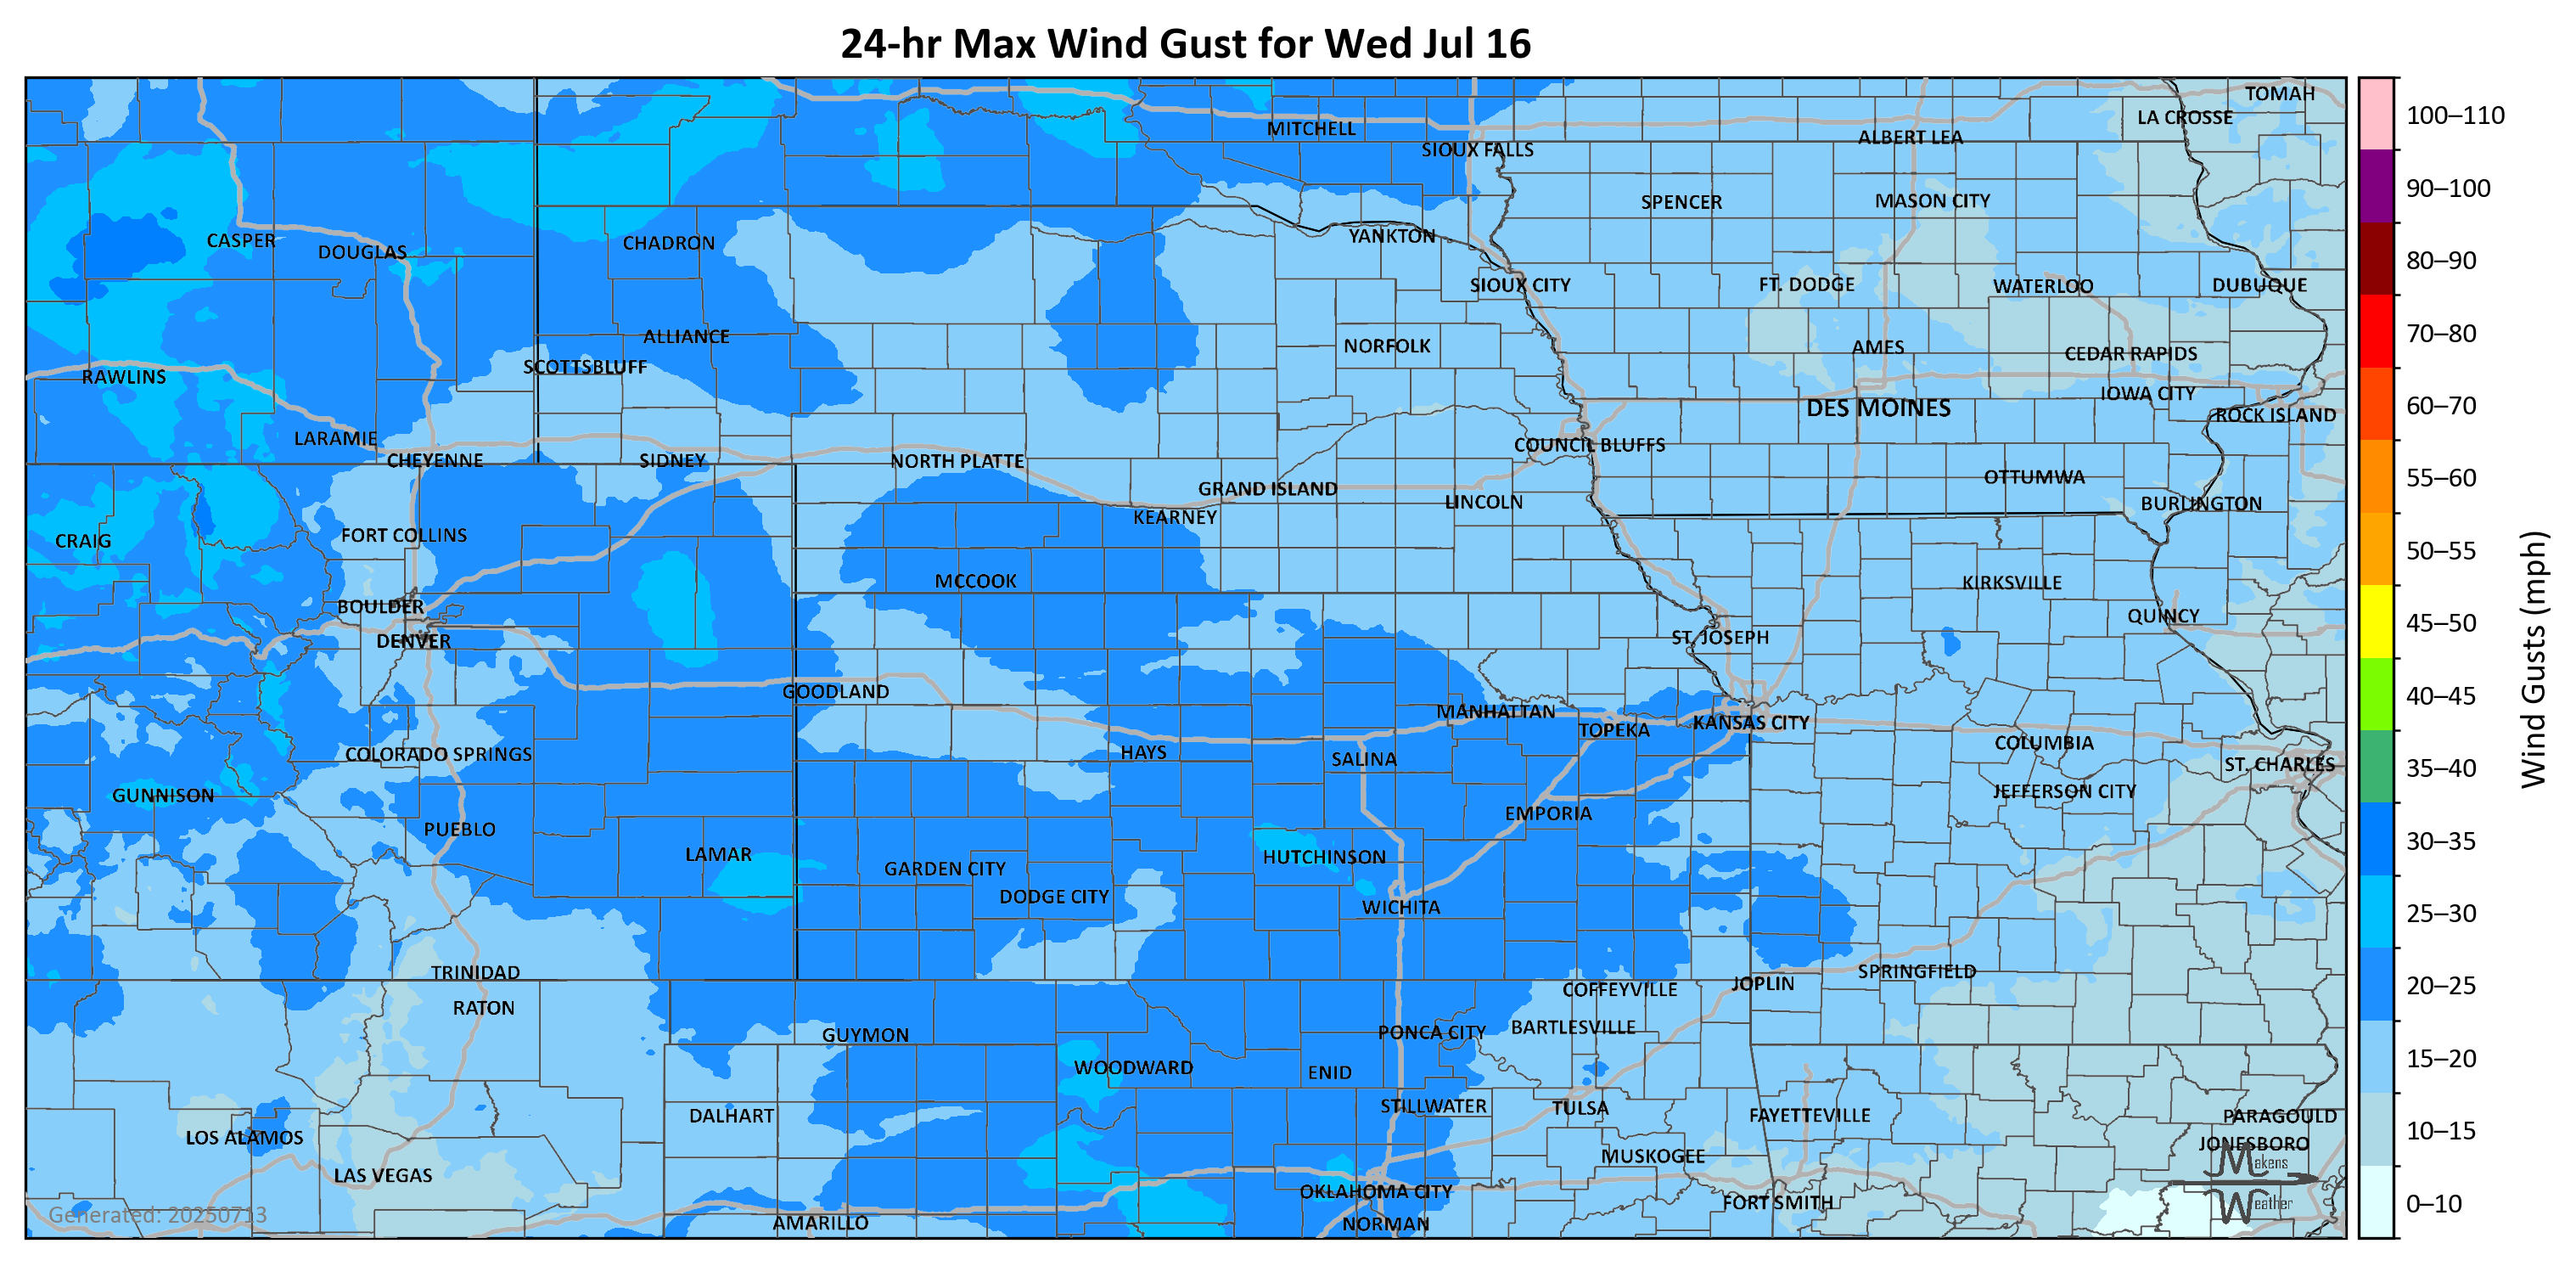 24-hr Max Wind Gust for Wed Jul 16
TOMAH
LA CROSSE
MITCHELL
ALBERT LEA
SIOUX FALLS
SPENCER
MASON CITY
CASPER
DOUGLAS
CHADRON
YANKTON
SIOUX CITY
FT. DODGE
WATERLOO
DUBUQUE
ALLIANCE
NORFOLK
AMES
CEDAR RAPIDS
SCOTTSBLUFF
RAWLINS
IOWA CITY
DES MOINES
ROCK ISLAND
LARAMIE
COUNCIL BLUFFS
CHEYENNE
SIDNEY
NORTH PLATTE
OTTUMWA
GRAND ISLAND
LINCOLN
BURLINGTON
KEARNEY
FORT COLLINS
CRAIG
MCCOOK
KIRKSVILLE
BOULDER
QUINCY
DENVER
ST. JOSEPH
GOODLAND
MANHATTAN
TOPEKA
KANSAS CITY
COLUMBIA
COLORADO SPRINGS
HAYS
SALINA
ST. CHARLES
GUNNISON
JEFFERSON CITY
EMPORIA
PUEBLO
LAMAR
HUTCHINSON
GARDEN CITY
DODGE CITY
WICHITA
TRINIDAD
SPRINGFIELD
JOPLIN
COFFEYVILLE
RATON
GUYMON
PONCA CITY
BARTLESVILLE
WOODWARD
ENID
STILLWATER
TULSA
DALHART
FAYETTEVILLE
PARAGOULD
LOS ALAMOS
JONESBORO
MUSKOGEE
LAS VEGAS
OKLAHOMA CITY
FORT SMITH
AMARILLO
NORMAN
Generated: 20250713
Makens
Weather
100–110
90–100
80–90
70–80
60–70
55–60
50–55
45–50
40–45
35–40
30–35
25–30
20–25
15–20
10–15
0–10
Wind Gusts (mph)